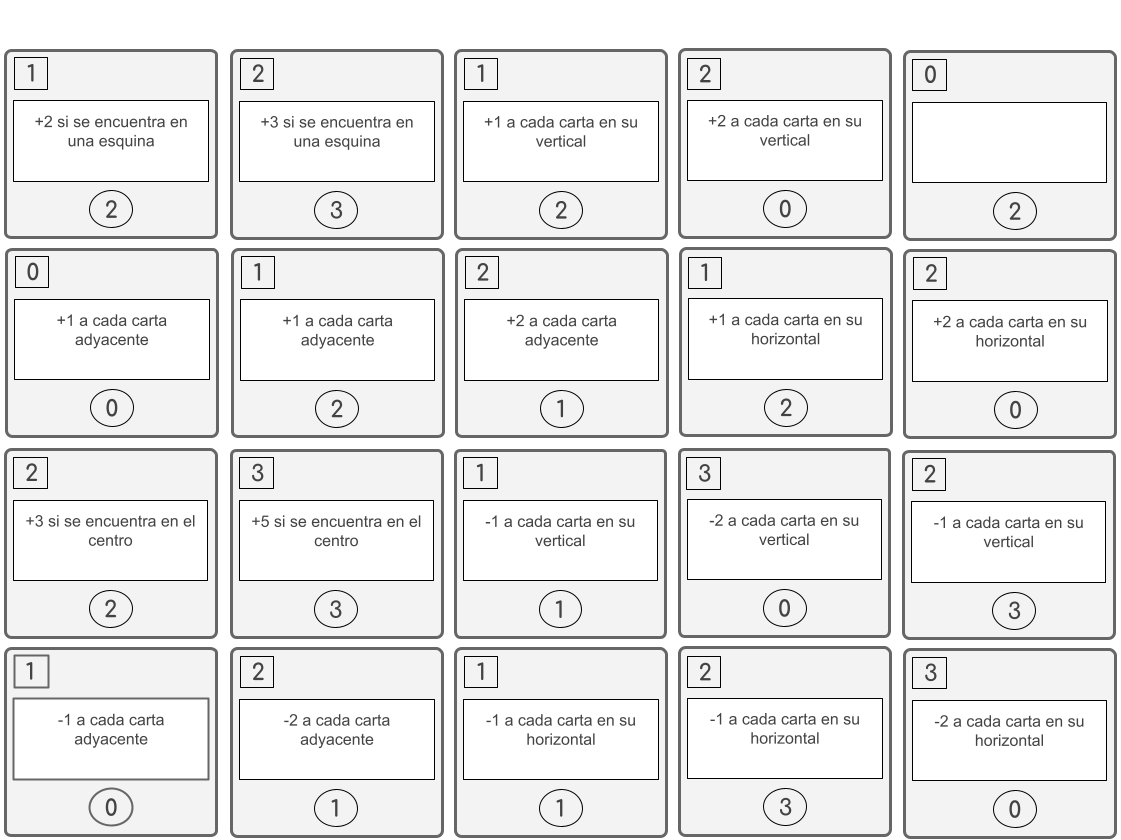 1
+2 si se encuentra en
una esquina
2
2
+3 si se encuentra en
una esquina
3
1
+1 a cada carta en su
vertical
2
2
+2 a cada carta en su
vertical
0
0
2
0
+1 a cada carta
adyacente
0
1
+1 a cada carta
adyacente
2
2
+2 a cada carta
adyacente
1
1
+1 a cada carta en su
horizontal
2
2
+2 a cada carta en su
horizontal
0
2
+3 si se encuentra en el
centro
2
3
+5 si se encuentra en el
centro
3
1
-1 a cada carta en su
vertical
1
3
-2 a cada carta en su
vertical
0
2
-1 a cada carta en su
vertical
3
1
-1 a cada carta
adyacente
0
2
-2 a cada carta
adyacente
1
1
-1 a cada carta en su
horizontal
1
2
-1 a cada carta en su
horizontal
3
3
-2 a cada carta en su
horizontal
0